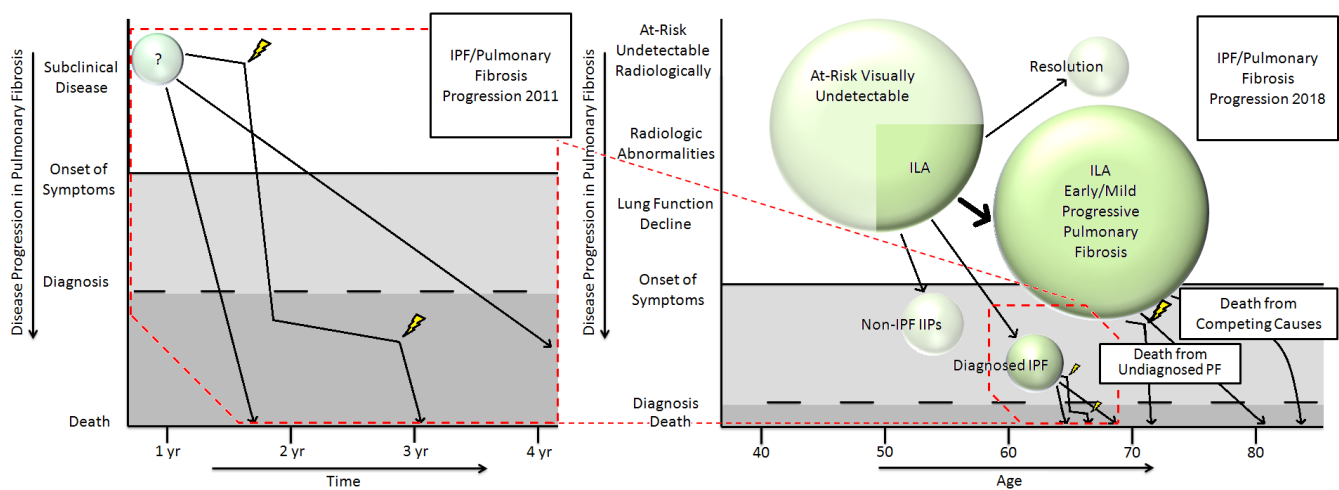 Disease Progression in Pulmonary Fibrosis
Subclinical
Disease
Onset of
Symptoms
Diagnosis
Death
?
IPF/Pulmonary
Fibrosis
Progression 2011
1 yr
2 yr
3 yr
4 yr
Time
Disease Progression in Pulmonary Fibrosis
At-Risk
Undetectable
Radiologically
Radiologic
Abnormalities
Lung Function
Decline
Onset of
Symptoms
Diagnosis
Death
At-Risk Visually
Undetectable
ILA
Resolution
IPF/Pulmonary
Fibrosis
Progression 2018
ILA
Early/Mild
Progressive
Pulmonary
Fibrosis
Non-IPF IIPs
Diagnosed IPF
Death from
Competing Causes
Death from
Undiagnosed PF
40
50
60
70
80
Age